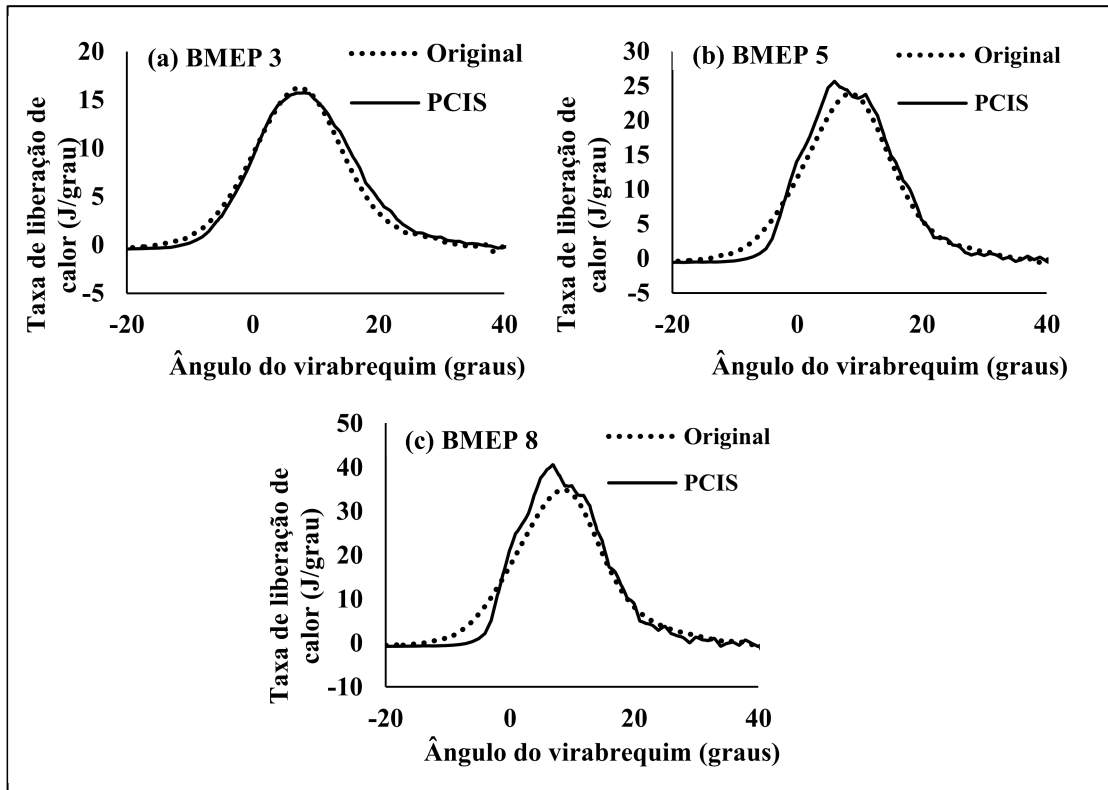 (a) BMEP 3
Original
PCIS
Taxa de liberação de
calor (J/grau)
20
15
10
5
0
-5
-20
0
20
40
Ângulo do virabrequim (graus)
(b) BMEP 5
Original
PCIS
Taxa de liberação de
calor (J/grau)
30
25
20
15
10
5
0
-5
-20
0
20
40
Ângulo do virabrequim (graus)
(c) BMEP 8
Original
PCIS
Taxa de liberação de
calor (J/grau)
50
40
30
20
10
0
-10
-20
0
20
40
Ângulo do virabrequim (graus)